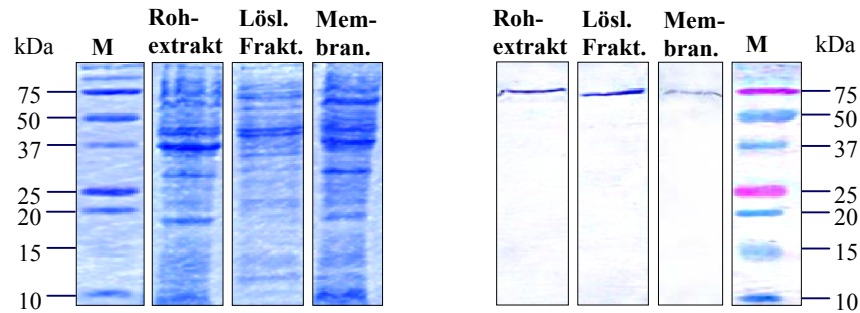 kDa
M
Roh-
extrakt
Lösl.
Frakt.
Mem-
bran.
75
50
37
25
20
15
10
Roh-
extrakt
Lösl.
Frakt.
Mem-
bran.
M
kDa
75
50
37
25
20
15
10